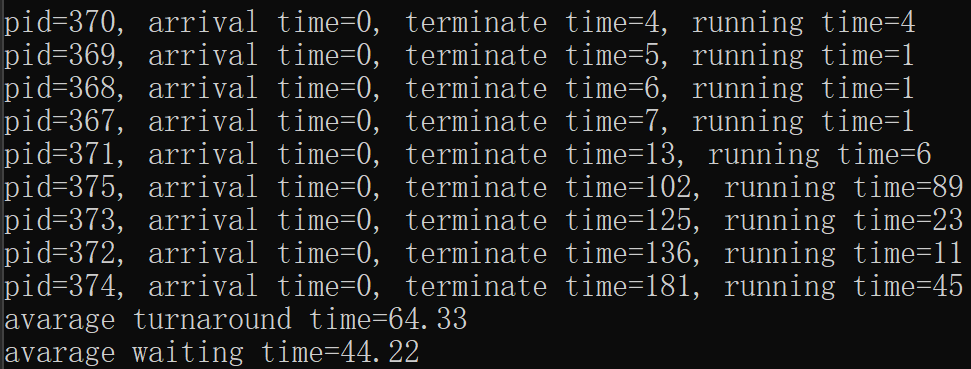 pid=370, arrival time=0, terminate time=4, running time=4
pid=369, arrival time=0, terminate time=5, running time=1
pid=368, arrival time=0, terminate time=6, running time=1
pid=367, arrival time=0, terminate time=7, running time=1
pid=371, arrival time=0, terminate time=13, running time=6
pid=375, arrival time=0, terminate time=102, running time=89
pid=373, arrival time=0, terminate time=125, running time=23
pid=372, arrival time=0, terminate time=136, running time=11
pid=374, arrival time=0, terminate time=181, running time=45
avarage turnaround time=64.33
avarage waiting time=44.22